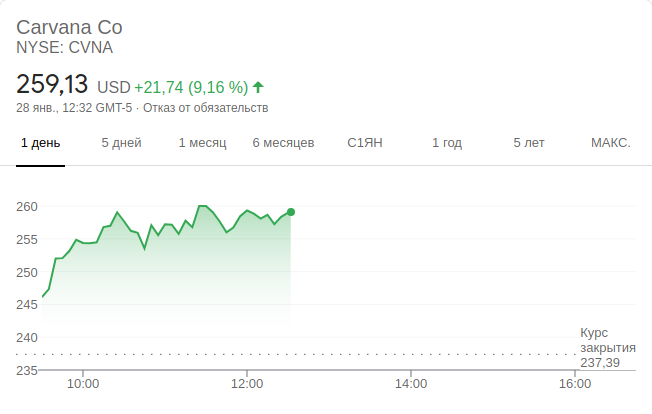 Carvana Co
NYSE: CVNA
259,13 USD +21,74 (9,16 %)
28 янв., 12:32 GMT-5 · Отказ от обязательств
1 день 5 дней 1 месяц 6 месяцев С1ЯН 1 год 5 лет МАКС.
260
255
250
245
240
235
Курс
закрытия
237,39
10:00 12:00 14:00 16:00